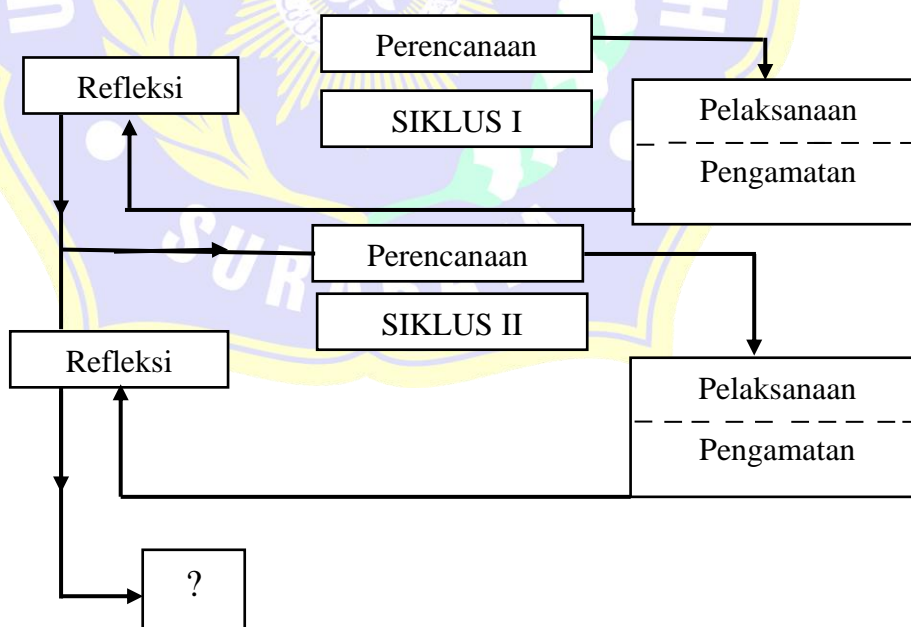 Perencanaan
Refleksi
SIKLUS I
Pelaksanaan
Pengamatan
Perencanaan
SIKLUS II
Refleksi
Pelaksanaan
Pengamatan
?